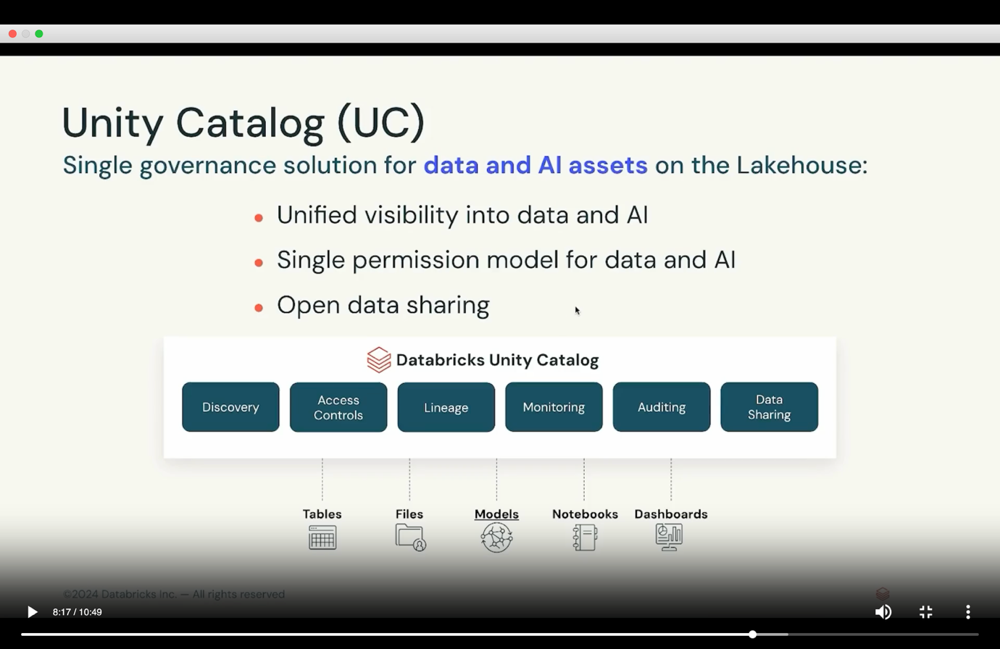 Unity Catalog (UC)
Single governance solution for data and AI assets on the Lakehouse:
• Unified visibility into data and AI
• Single permission model for data and AI
• Open data sharing
Databricks Unity Catalog
Discovery
Access
Controls
Lineage
Monitoring
Auditing
Data
Sharing
Tables
Files
Models
Notebooks
Dashboards
©2024 Databricks Inc. — All rights reserved
8:17 / 10:49